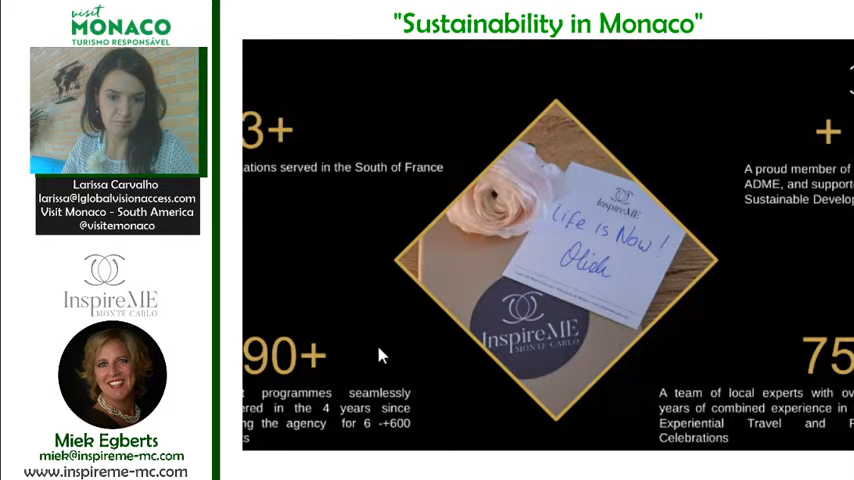 visit
MONACO
TURISMO RESPONSÁVEL
"Sustainability in Monaco"
Larissa Carvalho
larissa@lglobalvisionaccess.com
Visit Monaco - South America
@visitemonaco
InspireME
MONTE CARLO
Miek Egberts
miek@inspireme-mc.com
www.inspireme-mc.com
3+
ations served in the South of France
90+
programmes seamlessly
ered in the 4 years since
ng the agency for 6 -+600
s
InspireME
Life is Now!
InspireME
MONTE CARLO
+
A proud member of
ADME, and support
Sustainable Develop
75
A team of local experts with ov
years of combined experience in
Experiential Travel and
Celebrations